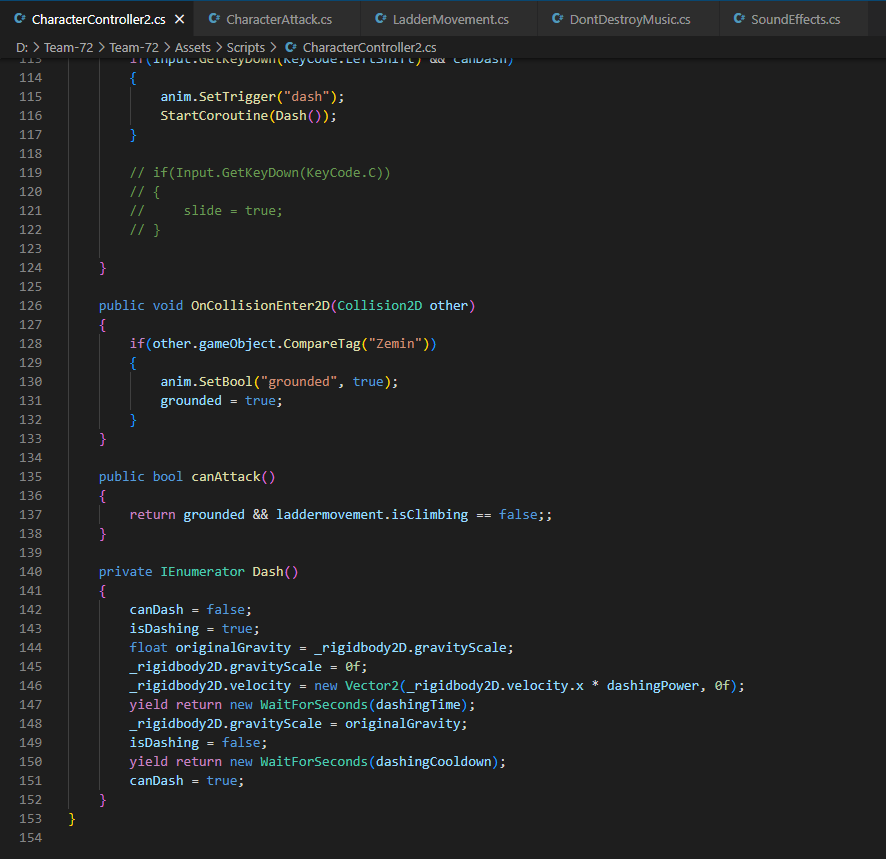 C# CharacterController2.cs × C# CharacterAttack.cs C# LadderMovement.cs C# DontDestroyMusic.cs C# SoundEffects.cs
D: > Team-72 > Team-72 > Assets > Scripts > C# CharacterController2.cs
113 if(Input.GetKeyDown(KeyCode.LeftShift) && canDash)
114 {
115 anim.SetTrigger("dash");
116 StartCoroutine(Dash());
117 }
118
119 // if(Input.GetKeyDown(KeyCode.C))
120 // {
121 //     slide = true;
122 // }
123
124 }
125
126 public void OnCollisionEnter2D(Collision2D other)
127 {
128 if(other.gameObject.CompareTag("Zemin"))
129 {
130 anim.SetBool("grounded", true);
131 grounded = true;
132 }
133 }
134
135 public bool canAttack()
136 {
137 return grounded && laddermovement.isClimbing == false;;
138 }
139
140 private IEnumerator Dash()
141 {
142 canDash = false;
143 isDashing = true;
144 float originalGravity = _rigidbody2D.gravityScale;
145 _rigidbody2D.gravityScale = 0f;
146 _rigidbody2D.velocity = new Vector2(_rigidbody2D.velocity.x * dashingPower, 0f);
147 yield return new WaitForSeconds(dashingTime);
148 _rigidbody2D.gravityScale = originalGravity;
149 isDashing = false;
150 yield return new WaitForSeconds(dashingCooldown);
151 canDash = true;
152 }
153 }
154